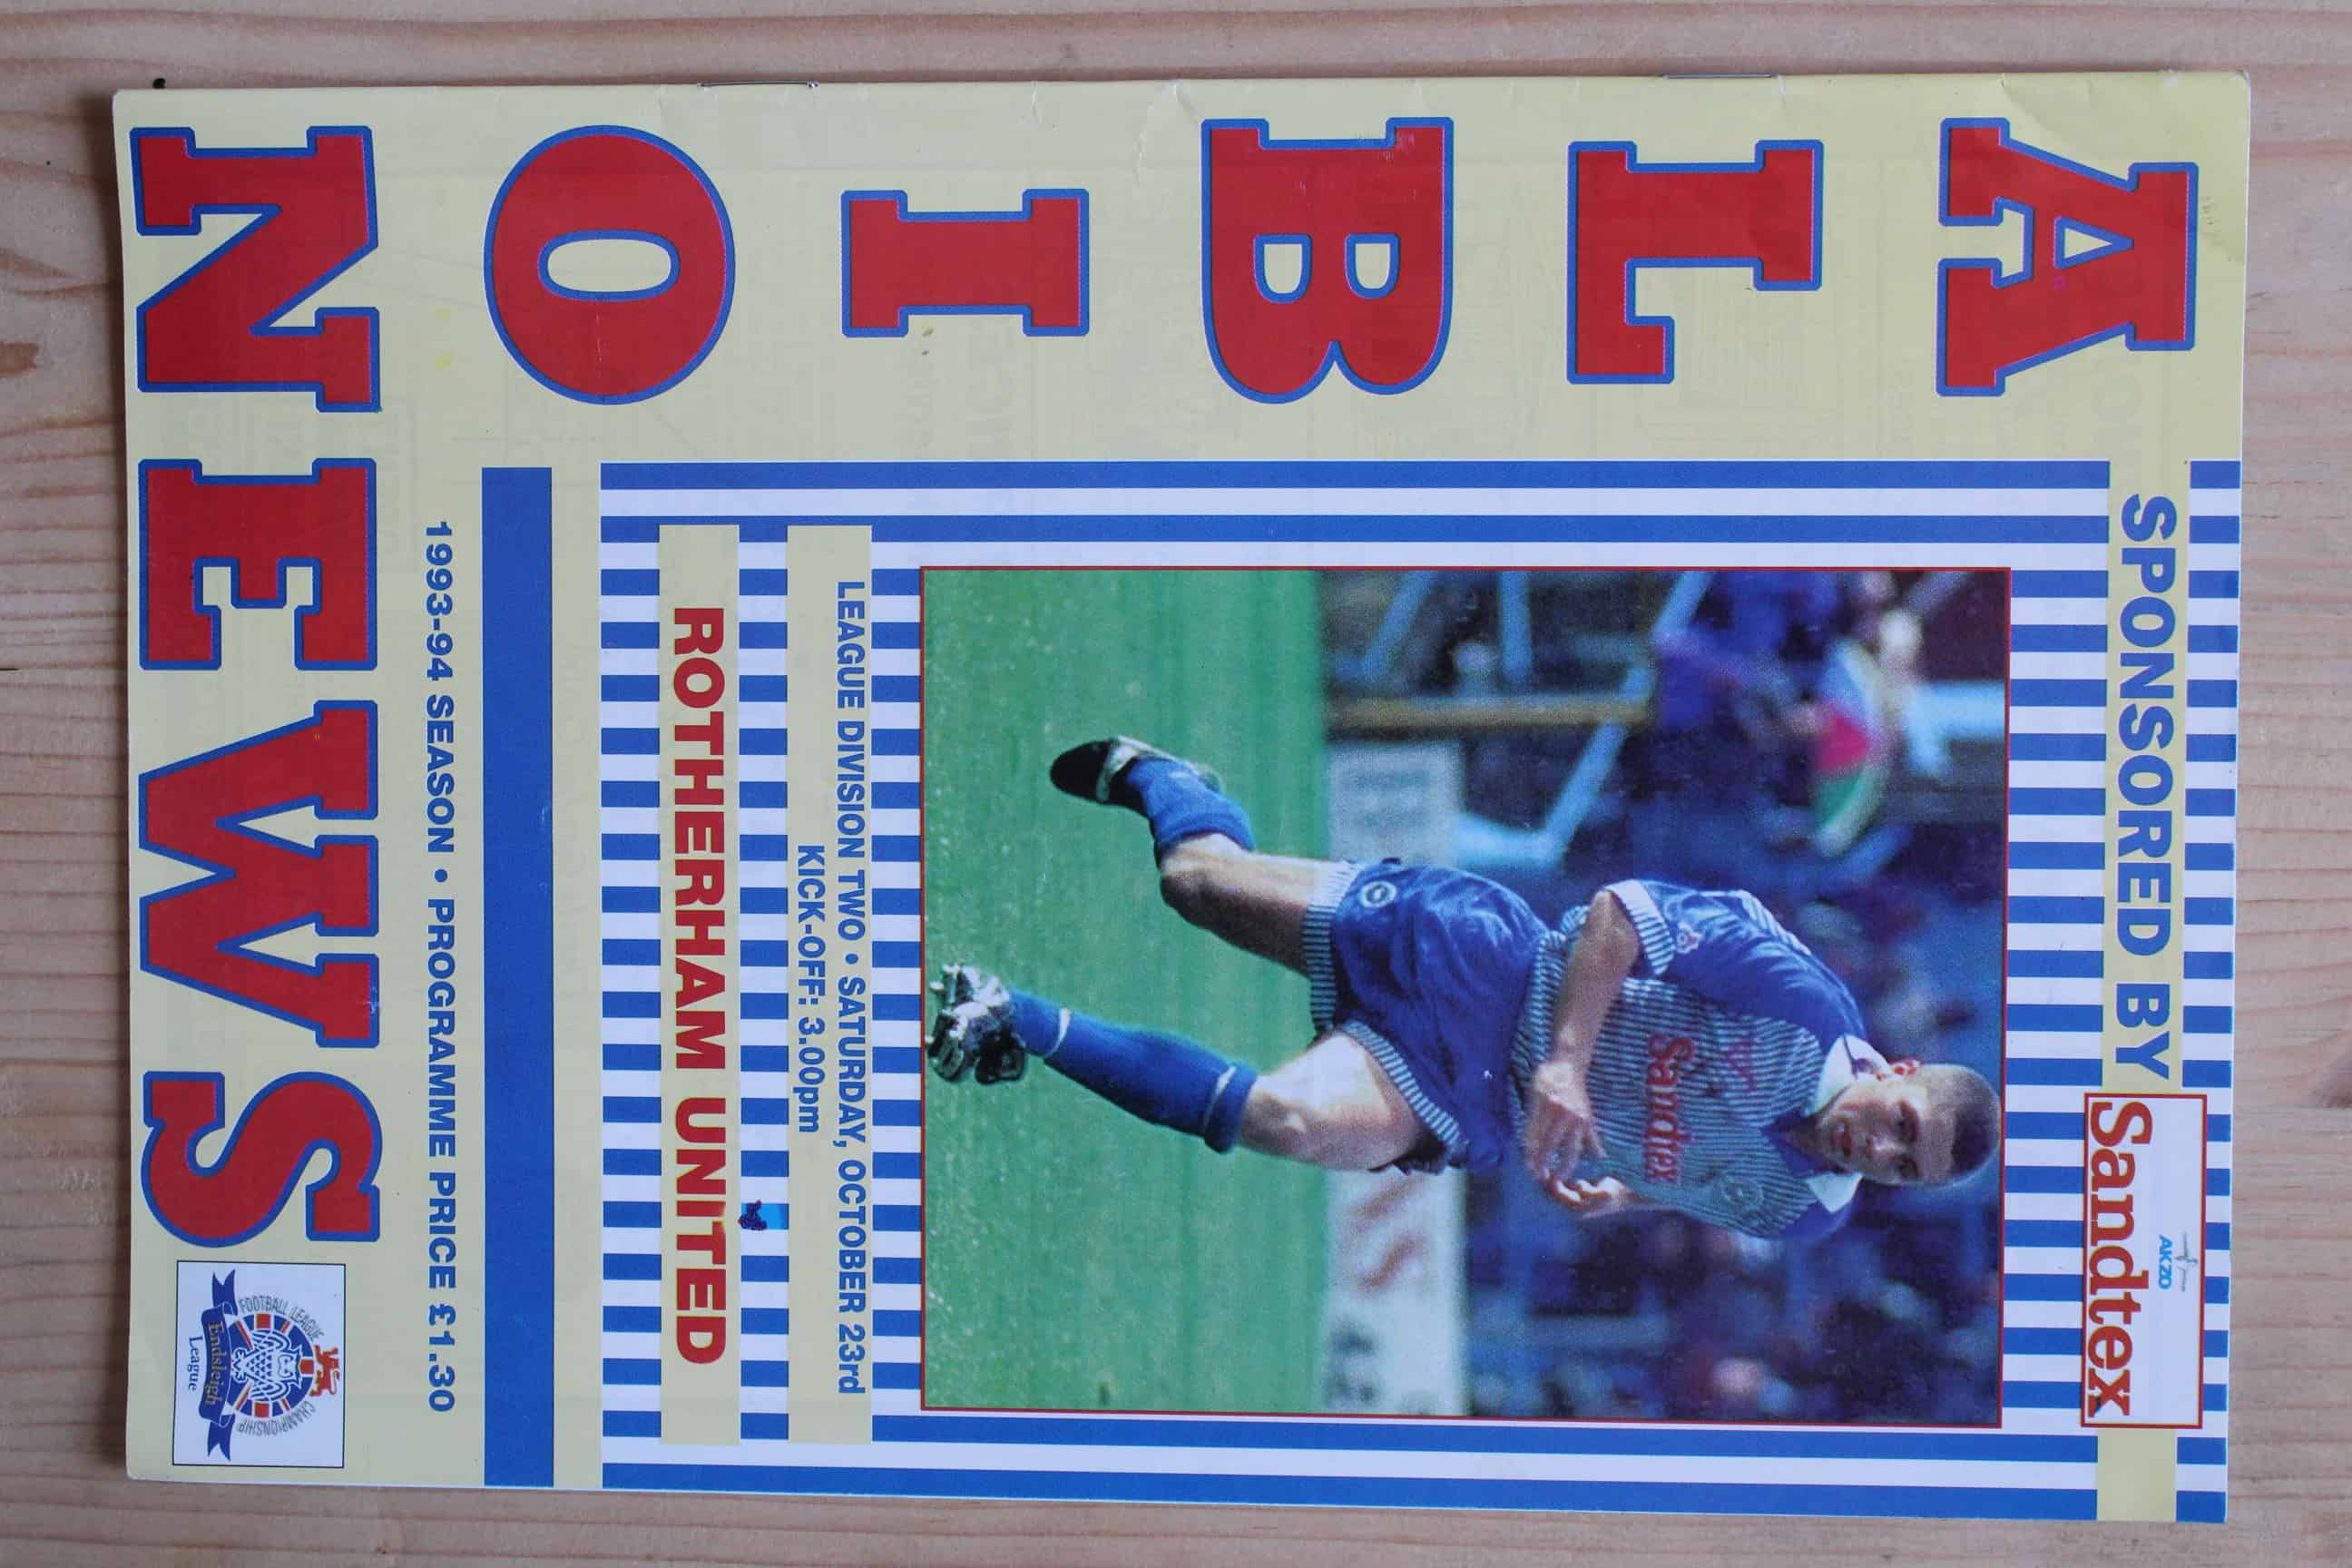 SPONSORED BY
AKZO
Sandtex
ALBION
NEWS
Sandtex
LEAGUE DIVISION TWO • SATURDAY, OCTOBER 23rd
KICK-OFF: 3.00pm
ROTHERHAM UNITED
1993-94 SEASON • PROGRAMME PRICE £1.30
FOOTBALL LEAGUE CHAMPIONSHIP
Endsleigh
League